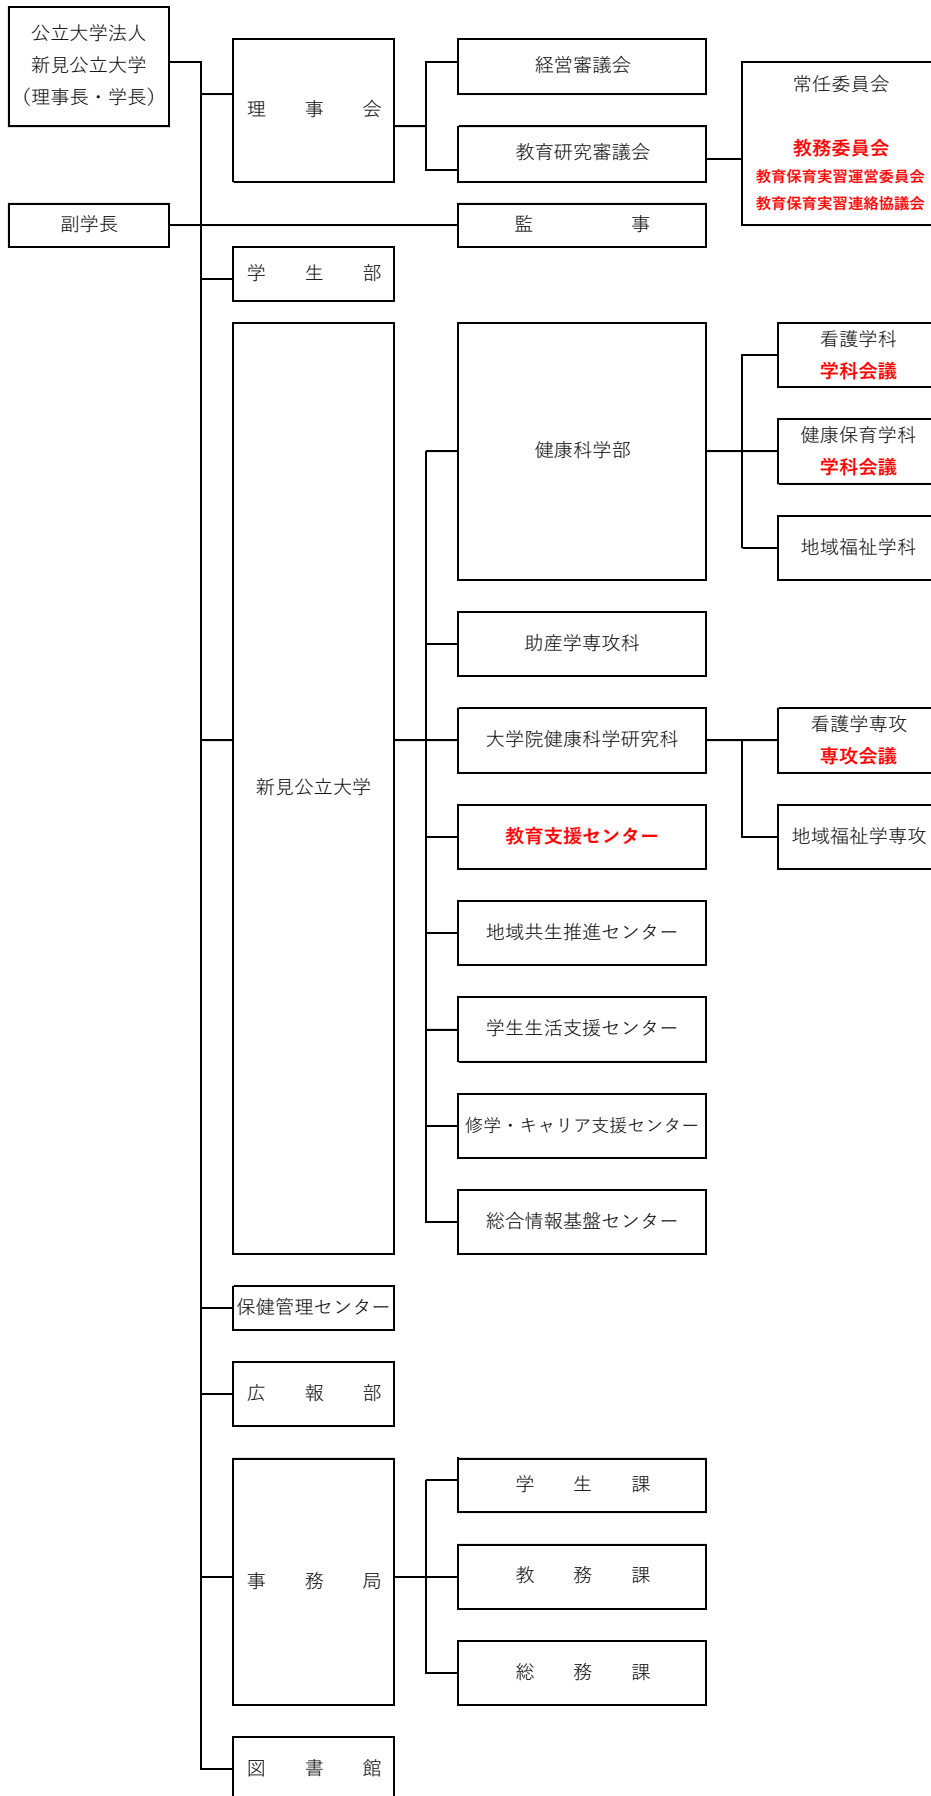 公立大学法人
新見公立大学
（理事長・学長）
理　事　会
経営審議会
教育研究審議会
常任委員会
教務委員会
教育保育実習運営委員会
教育保育実習連絡協議会
副学長
監　　　事
学　生　部
新見公立大学
健康科学部
看護学科
学科会議
健康保育学科
学科会議
地域福祉学科
助産学専攻科
大学院健康科学研究科
看護学専攻
専攻会議
地域福祉学専攻
教育支援センター
地域共生推進センター
学生生活支援センター
修学・キャリア支援センター
総合情報基盤センター
保健管理センター
広　報　部
事　務　局
学　生　課
教　務　課
総　務　課
図　書　館